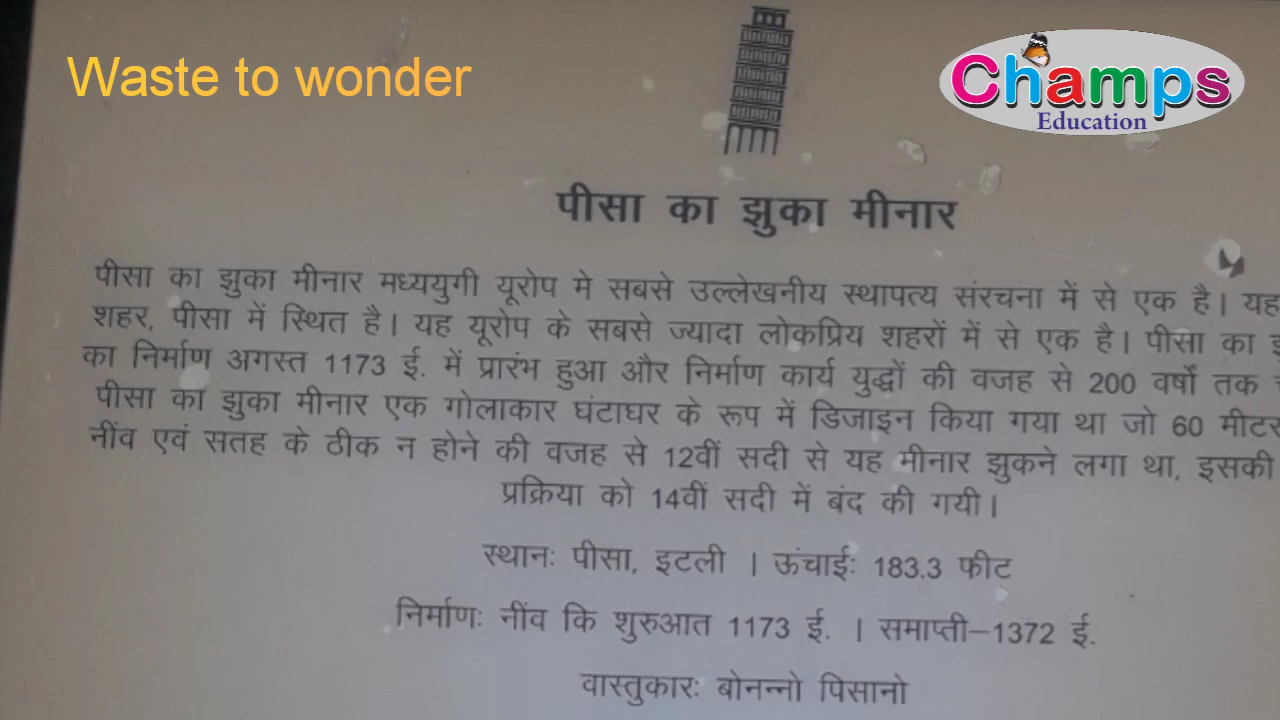 Waste to wonder
Champs
Education
पीसा का झुका मीनार
पीसा का झुका मीनार मध्ययुगी यूरोप मे सबसे उल्लेखनीय स्थापत्य संरचना में से एक है। यह
शहर, पीसा में स्थित है। यह यूरोप के सबसे ज्यादा लोकप्रिय शहरों में से एक है। पीसा का
का निर्माण अगस्त 1173 ई. में प्रारंभ हुआ और निर्माण कार्य युद्धों की वजह से 200 वर्षो तक
पीसा का झुका मीनार एक गोलाकार घंटाघर के रूप में डिजाइन किया गया था जो 60 मीटर
नींव एवं सतह के ठीक न होने की वजह से 12वीं सदी से यह मीनार झुकने लगा था, इसकी
प्रक्रिया को 14वीं सदी में बंद की गयी।
स्थानः पीसा, इटली । ऊंचाईः 183.3 फीट
निर्माणः नींव कि शुरुआत 1173 ई. । समाप्ती–1372 ई.
वास्तुकारः बोनन्नो पिसानो